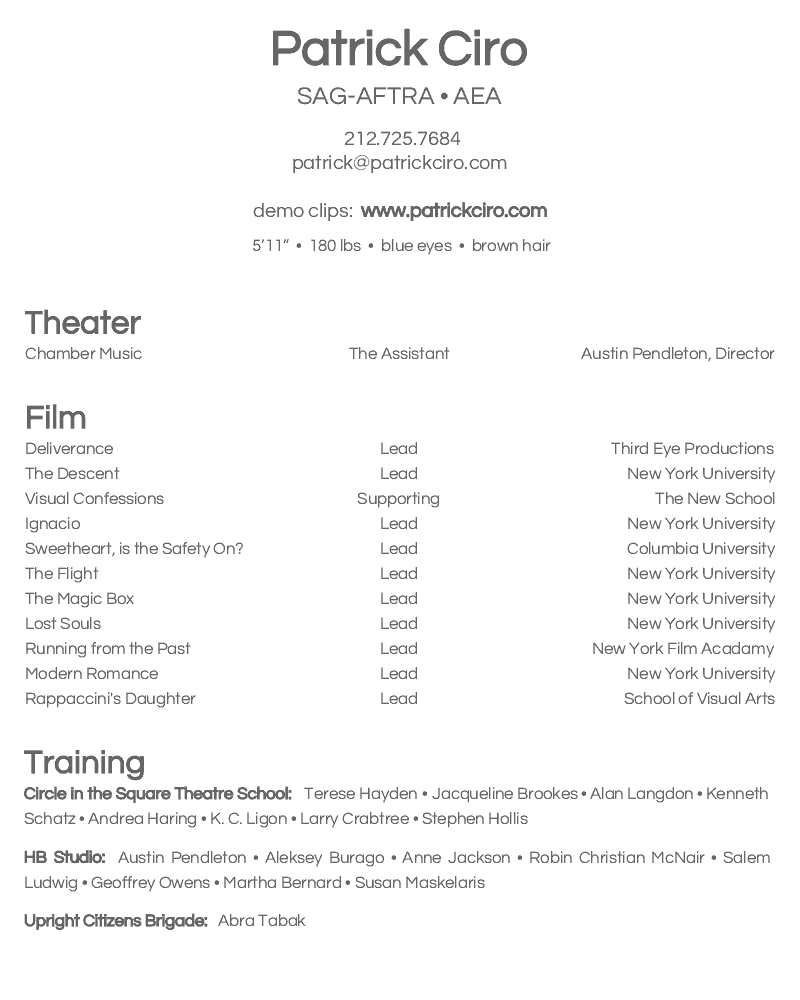 Patrick Ciro
SAG-AFTRA • AEA
212.725.7684
patrick@patrickciro.com
demo clips: www.patrickciro.com
5’11” • 180 lbs • blue eyes • brown hair
Theater
Chamber Music The Assistant Austin Pendleton, Director
Film
Deliverance Lead Third Eye Productions
The Descent Lead New York University
Visual Confessions Supporting The New School
Ignacio Lead New York University
Sweetheart, is the Safety On? Lead Columbia University
The Flight Lead New York University
The Magic Box Lead New York University
Lost Souls Lead New York University
Running from the Past Lead New York Film Acadamy
Modern Romance Lead New York University
Rappaccini's Daughter Lead School of Visual Arts
Training
Circle in the Square Theatre School: Terese Hayden • Jacqueline Brookes • Alan Langdon • Kenneth
Schatz • Andrea Haring • K. C. Ligon • Larry Crabtree • Stephen Hollis
HB Studio: Austin Pendleton • Aleksey Burago • Anne Jackson • Robin Christian McNair • Salem
Ludwig • Geoffrey Owens • Martha Bernard • Susan Maskelaris
Upright Citizens Brigade: Abra Tabak